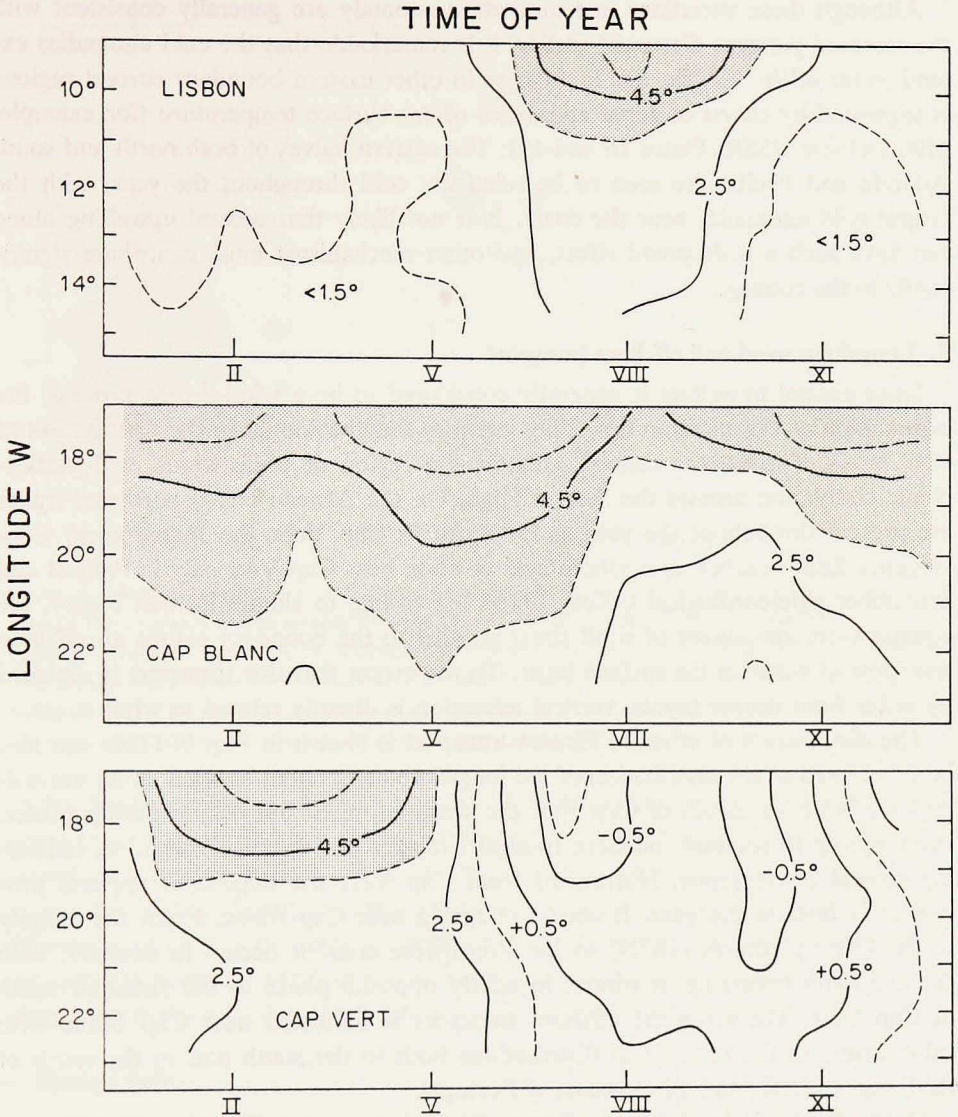 TIME OF YEAR
LISBON
10°
12°
14°
4.5°
2.5°
<1.5°
<1.5°
II
V
VIII
XI
LONGITUDE W
18°
20°
22°
4.5°
2.5°
CAP BLANC
II
V
VIII
XI
18°
20°
22°
4.5°
-0.5°
-0.5°
2.5°
+0.5°
+0.5°
2.5°
CAP VERT
II
V
VIII
XI